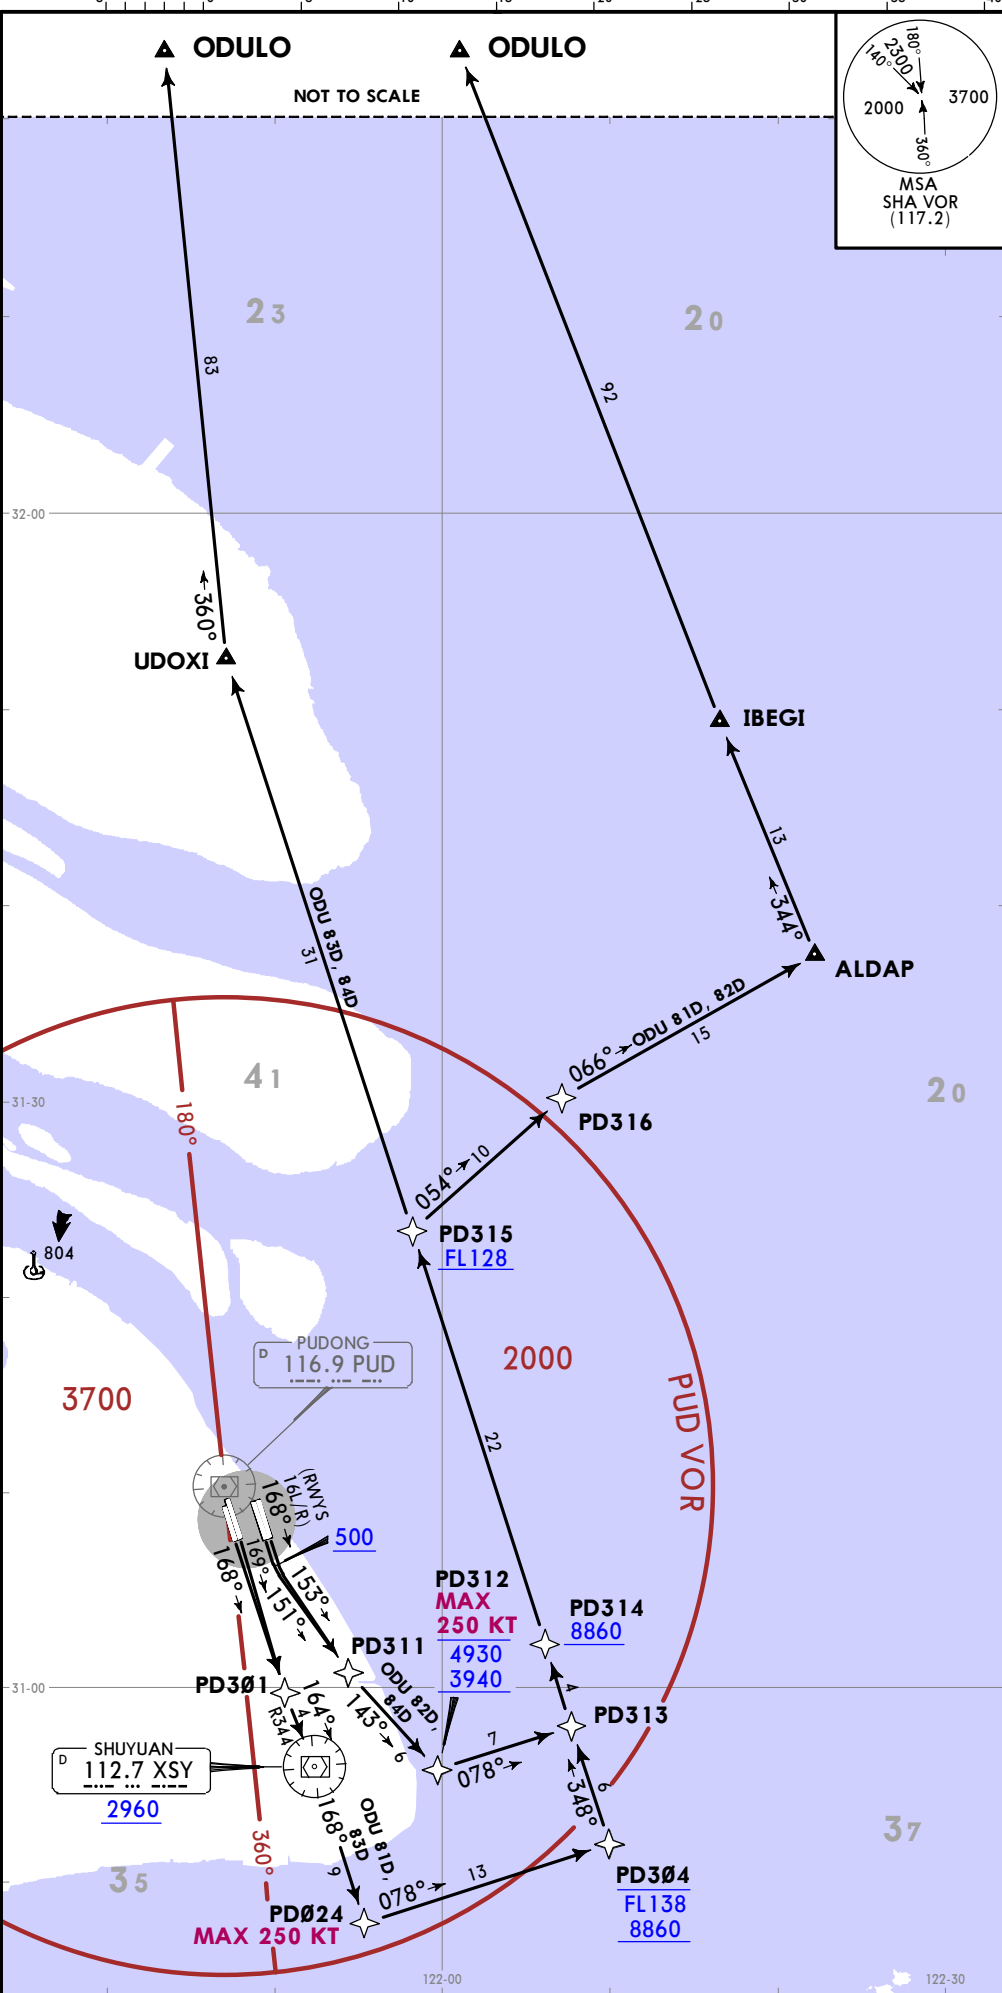 ODULO
ODULO
NOT TO SCALE
180°
140°
2300
2000
3700
360°
MSA
SHA VOR
(117.2)
23
20
83
92
32-00
360°
UDOXI
IBEGI
13
344°
ALDAP
ODU 83D, 84D
31
066°
ODU 81D, 82D
15
41
20
31-30
180°
PD316
054°
10
PD315
FL128
804
PUDONG
D 116.9 PUD
2000
3700
PUD VOR
22
(RWYS
16L/R)
168°
500
168°
169°
151°
153°
PD312
MAX
250 KT
4930
3940
PD314
8860
PD311
ODU 82D,
84D
143°
6
PD3Ø1
31-00
4
PD313
R344
4
164°
7
078°
SHUYUAN
D 112.7 XSY
2960
348°
6
168°
ODU 81D,
83D
9
360°
37
35
078°
13
PD3Ø4
FL138
8860
PDØ24
MAX 250 KT
122-00
122-30